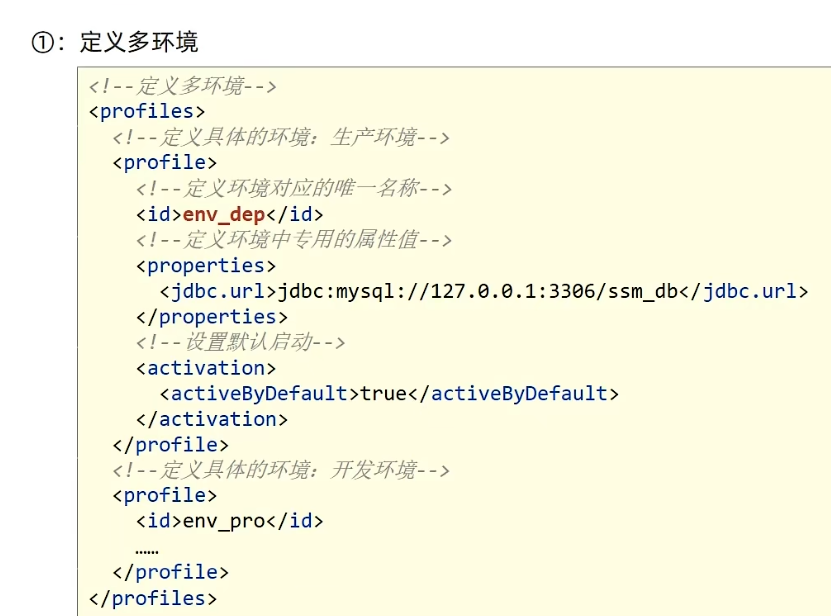 ①：定义多环境
<!--定义多环境-->
<profiles>
<!--定义具体的环境：生产环境-->
<profile>
<!--定义环境对应的唯一名称-->
<id>env_dep</id>
<!--定义环境中专用的属性值-->
<properties>
<jdbc.url>jdbc:mysql://127.0.0.1:3306/ssm_db</jdbc.url>
</properties>
<!--设置默认启动-->
<activation>
<activeByDefault>true</activeByDefault>
</activation>
</profile>
<!--定义具体的环境：开发环境-->
<profile>
<id>env_pro</id>
……
</profile>
</profiles>